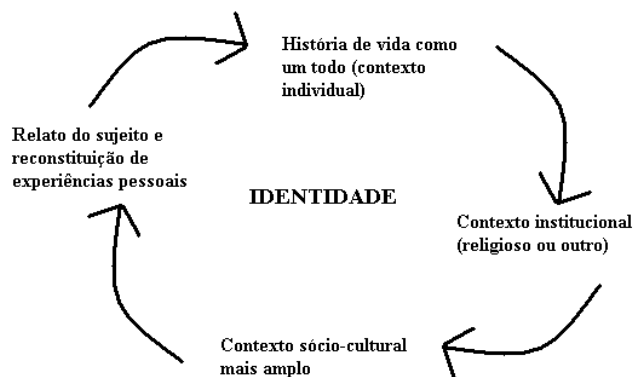 História de vida como
um todo (contexto
individual)
Relato do sujeito e
reconstituição de
experiências pessoais
IDENTIDADE
Contexto institucional
(religioso ou outro)
Contexto sócio-cultural
mais amplo